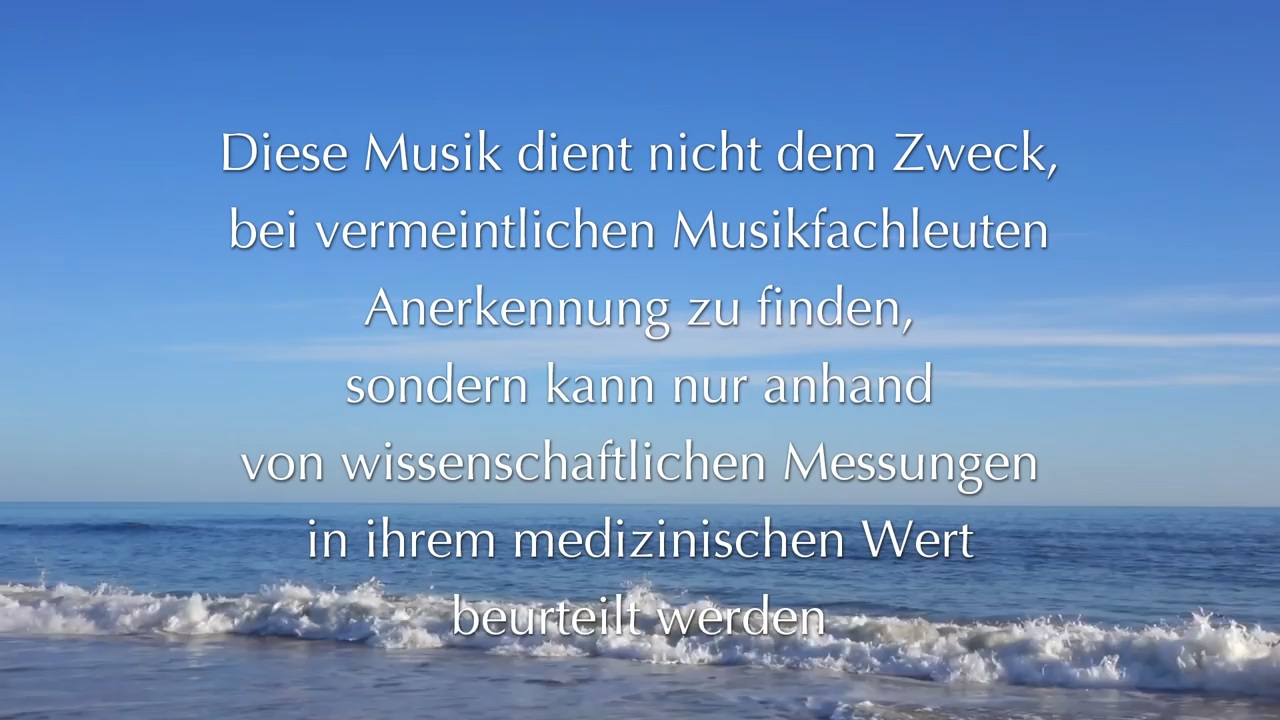 Diese Musik dient nicht dem Zweck,
bei vermeintlichen Musikfachleuten
Anerkennung zu finden,
sondern kann nur anhand
von wissenschaftlichen Messungen
in ihrem medizinischen Wert
beurteilt werden